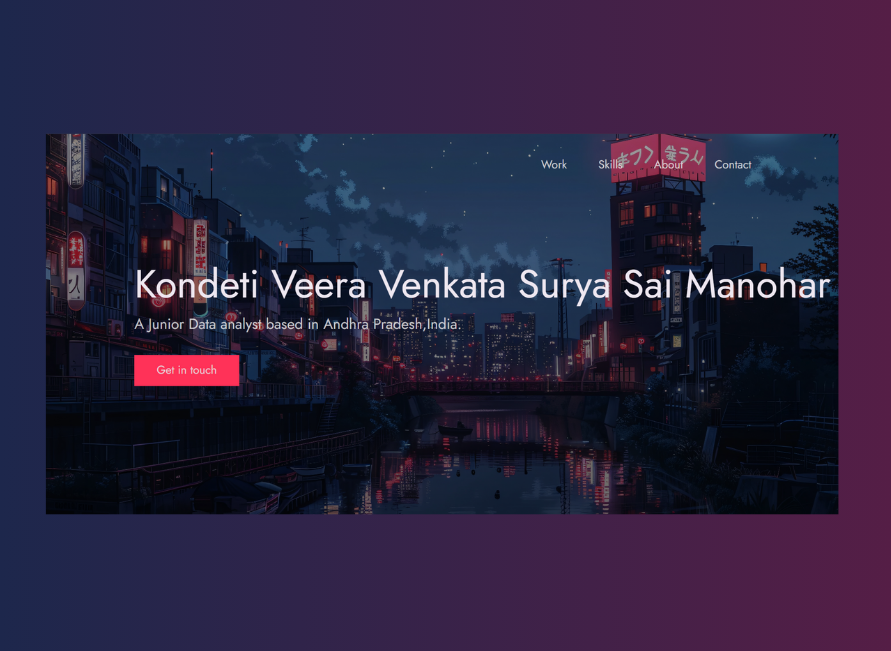 Work Skills About Contact
Kondeti Veera Venkata Surya Sai Manohar
A Junior Data analyst based in Andhra Pradesh,India.
Get in touch